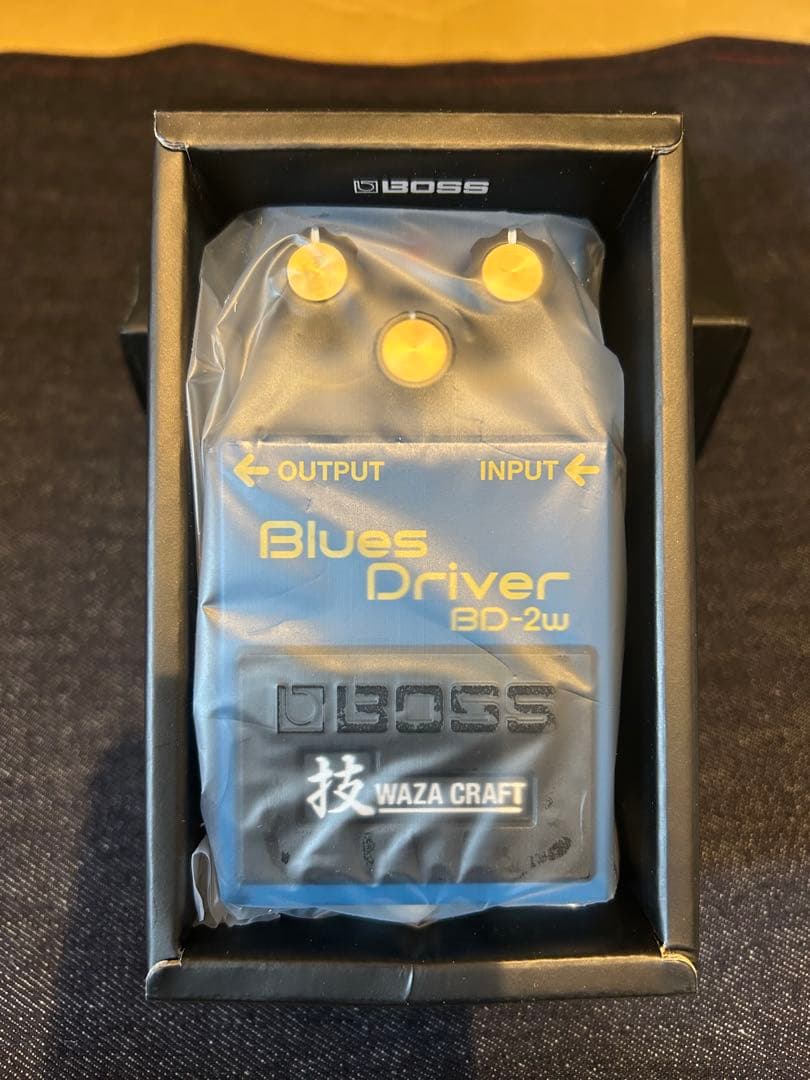 BOSS
OUTPUT INPUT
Blues
Driver
BD-2w
BOSS
技 WAZA CRAFT